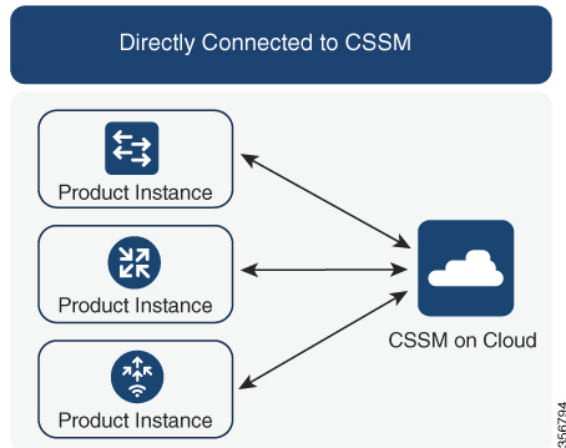 Directly Connected to CSSM
Product Instance
Product Instance
CSSM on Cloud
Product Instance
356794